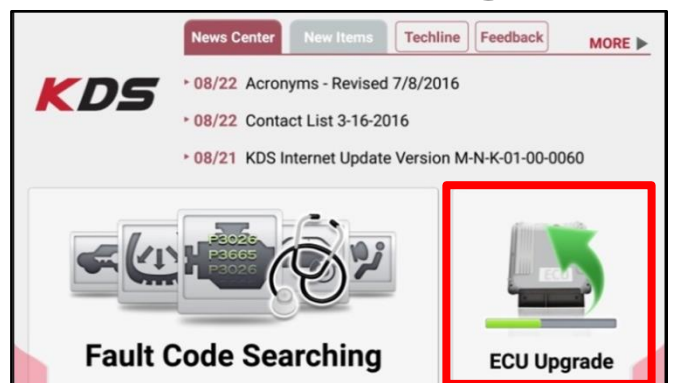 News Center New Items Techline Feedback MORE
KDS
08/22 Acronyms - Revised 7/8/2016
08/22 Contact List 3-16-2016
08/21 KDS Internet Update Version M-N-K-01-00-0060
P3026
P3665
P3026
ECU
Fault Code Searching
ECU Upgrade